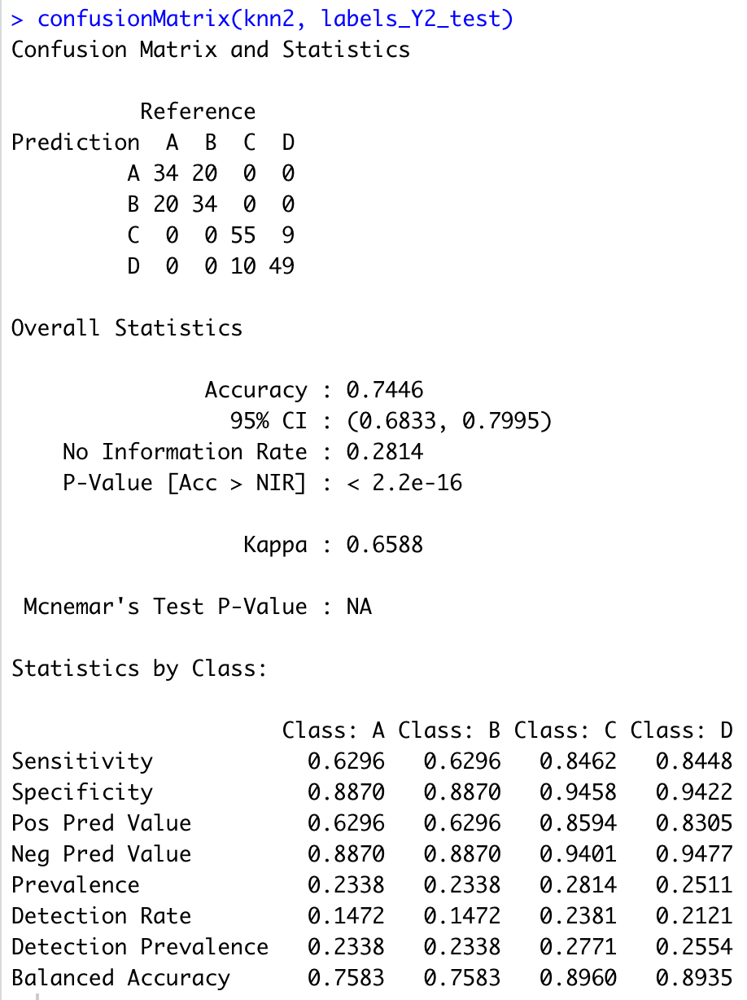 > confusionMatrix(knn2, labels_Y2_test)
Confusion Matrix and Statistics

          Reference
Prediction  A  B  C  D
         A 34 20  0  0
         B 20 34  0  0
         C  0  0 55  9
         D  0  0 10 49

Overall Statistics

               Accuracy : 0.7446
                 95% CI : (0.6833, 0.7995)
    No Information Rate : 0.2814
    P-Value [Acc > NIR] : < 2.2e-16

                  Kappa : 0.6588

 Mcnemar's Test P-Value : NA

Statistics by Class:

                     Class: A Class: B Class: C Class: D
Sensitivity            0.6296   0.6296   0.8462   0.8448
Specificity            0.8870   0.8870   0.9458   0.9422
Pos Pred Value         0.6296   0.6296   0.8594   0.8305
Neg Pred Value         0.8870   0.8870   0.9401   0.9477
Prevalence             0.2338   0.2338   0.2814   0.2511
Detection Rate         0.1472   0.1472   0.2381   0.2121
Detection Prevalence   0.2338   0.2338   0.2771   0.2554
Balanced Accuracy      0.7583   0.7583   0.8960   0.8935